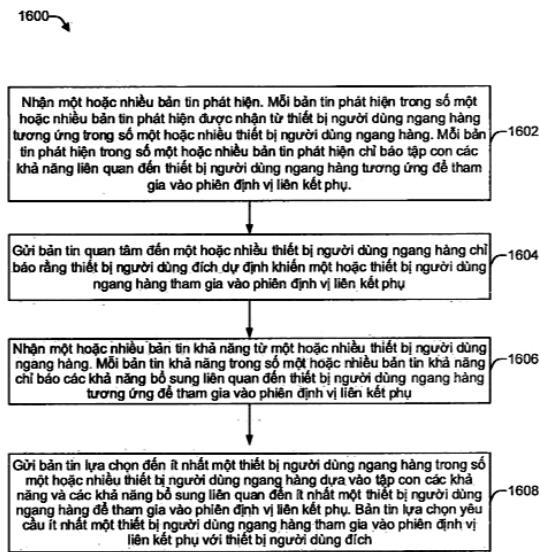 1600
Nhận một hoặc nhiều bản tin phát hiện. Mỗi bản tin phát hiện trong số một
hoặc nhiều bản tin phát hiện được nhận từ thiết bị người dùng ngang hàng
tương ứng trong số một hoặc nhiều thiết bị người dùng ngang hàng. Mỗi bản
tin phát hiện trong số một hoặc nhiều bản tin phát hiện chỉ báo tập con các
khả năng liên quan đến thiết bị người dùng ngang hàng tương ứng để tham
gia vào phiên định vị liên kết phụ.
1602
Gửi bản tin quan tâm đến một hoặc nhiều thiết bị người dùng ngang hàng chỉ
báo rằng thiết bị người dùng đích dự định khiến một hoặc thiết bị người dùng
ngang hàng tham gia vào phiên định vị liên kết phụ
1604
Nhận một hoặc nhiều bản tin khả năng từ một hoặc nhiều thiết bị người dùng
ngang hàng. Mỗi bản tin khả năng trong số một hoặc nhiều bản tin khả năng
chỉ báo các khả năng bổ sung liên quan đến thiết bị người dùng ngang hàng
tương ứng để tham gia vào phiên định vị liên kết phụ
1606
Gửi bản tin lựa chọn đến ít nhất một thiết bị người dùng ngang hàng trong số
một hoặc nhiều thiết bị người dùng ngang hàng dựa vào tập con các khả
năng và các khả năng bổ sung liên quan đến ít nhất một thiết bị người dùng
ngang hàng để tham gia vào phiên định vị liên kết phụ. Bản tin lựa chọn yêu
cầu ít nhất một thiết bị người dùng ngang hàng tham gia vào phiên định vị
liên kết phụ với thiết bị người dùng đích
1608